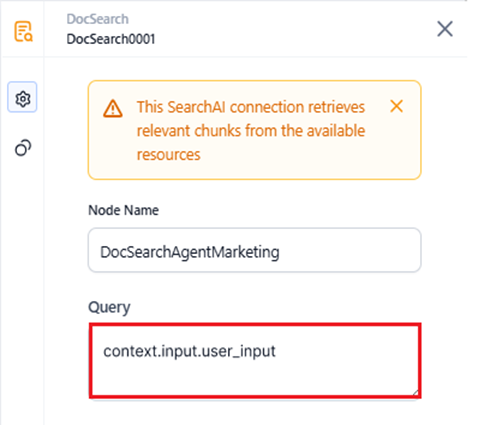 DocSearch
DocSearch0001
This SearchAI connection retrieves
relevant chunks from the available
resources
Node Name
DocSearchAgentMarketing
Query
context.input.user_input